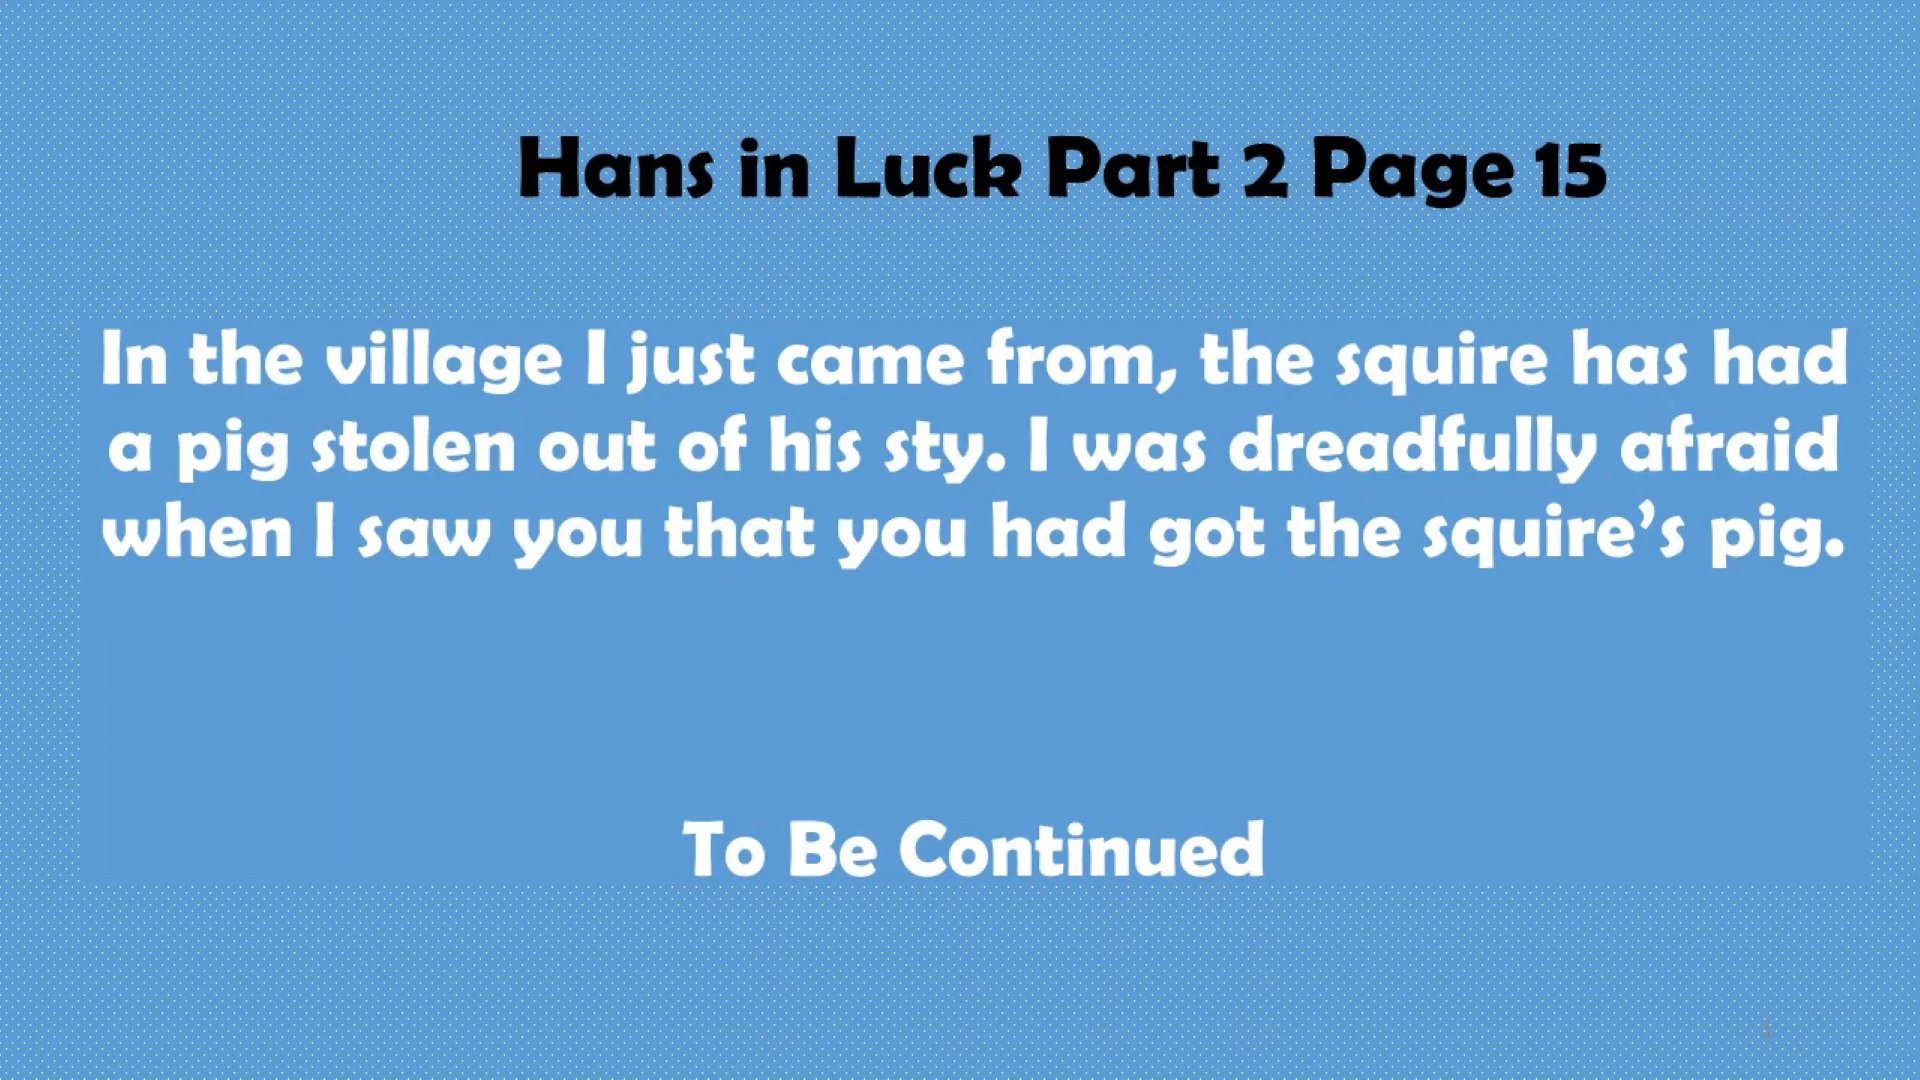 Hans in Luck Part 2 Page 15
In the village I just came from, the squire has had
a pig stolen out of his sty. I was dreadfully afraid
when I saw you that you had got the squire’s pig.
To Be Continued